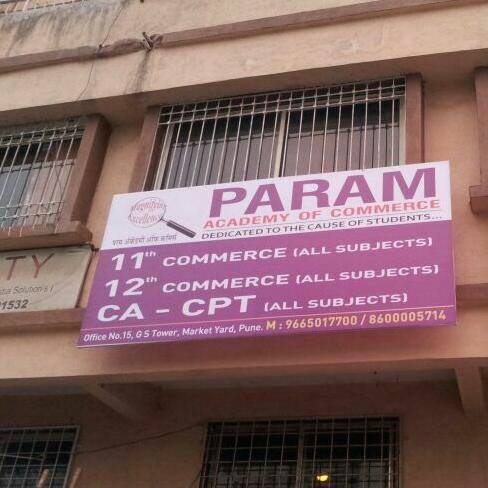 Magnifying
Excellence
PARAM
ACADEMY OF COMMERCE
DEDICATED TO THE CAUSE OF STUDENTS...
परम अॅकेडमी ऑफ कॉमर्स
11th COMMERCE (ALL SUBJECTS)
12th COMMERCE (ALL SUBJECTS)
CA - CPT (ALL SUBJECTS)
Office No.15, G S Tower, Market Yard, Pune. M : 9665017700 / 8600005714
TY
Solution's (
1532